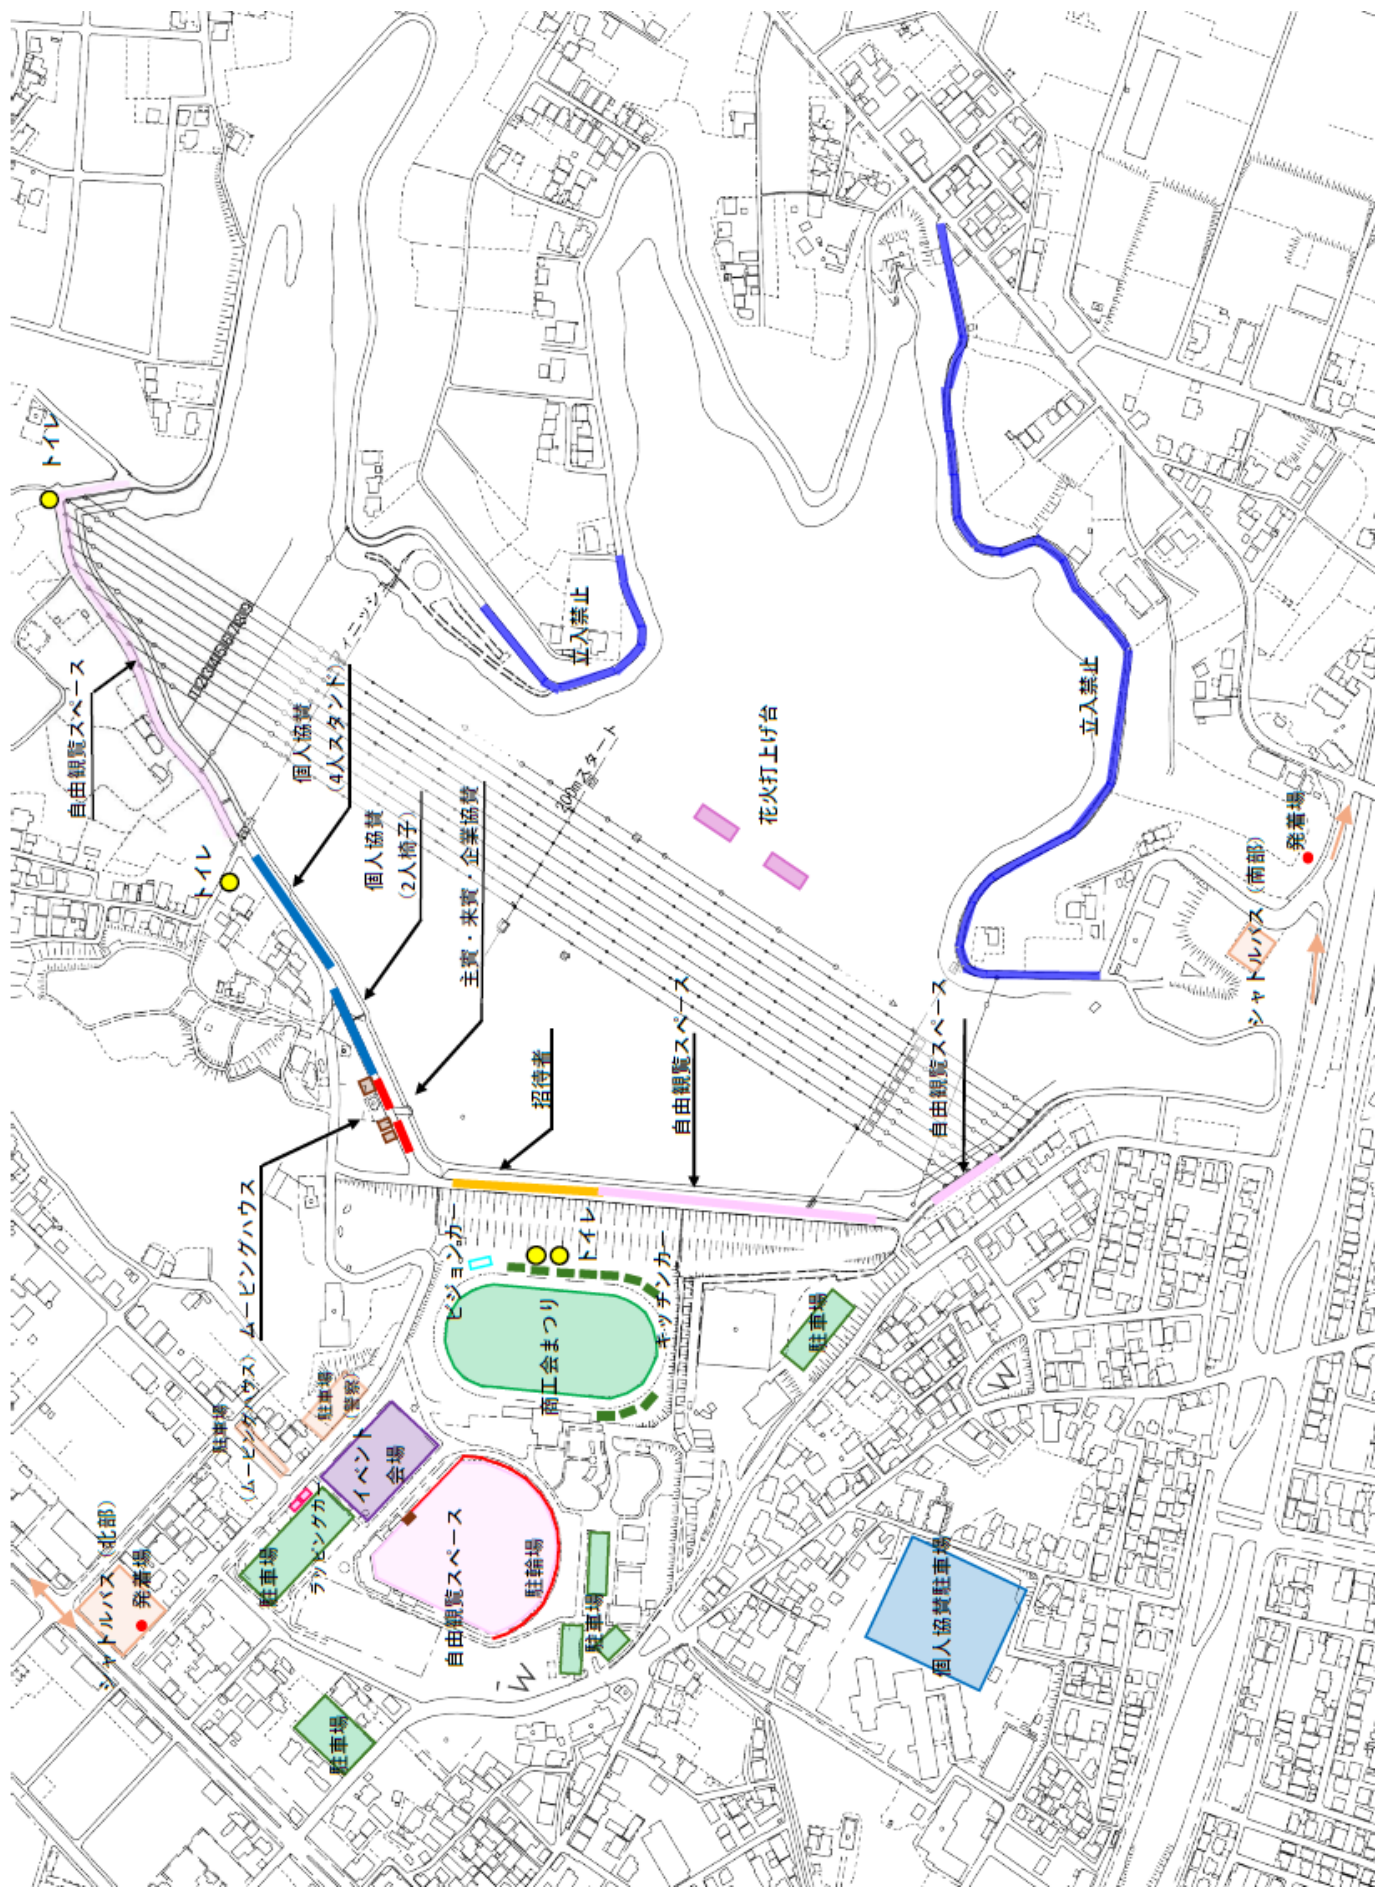 トイレ
自由観覧スペース
トイレ
個人協賛
(4人スタンド)
フィニッシュ
個人協賛
(2人椅子)
主賓・来賓・企業協賛
招待者
自由観覧スペース
自由観覧スペース
200mスタート
立入禁止
花火打上げ台
立入禁止
発着場
シャトルバス(南部)
ムービングハウス
ビジョンカー
トイレ
キッチンカー
商工会まつり
駐車場
駐車場
(ムービングハウス)
駐車場
(警察)
イベント
会場
ラッピングカー
駐車場
シャトルバス(北部)
発着場
自由観覧スペース
駐輪場
駐車場
駐車場
個人協賛駐車場
W
W